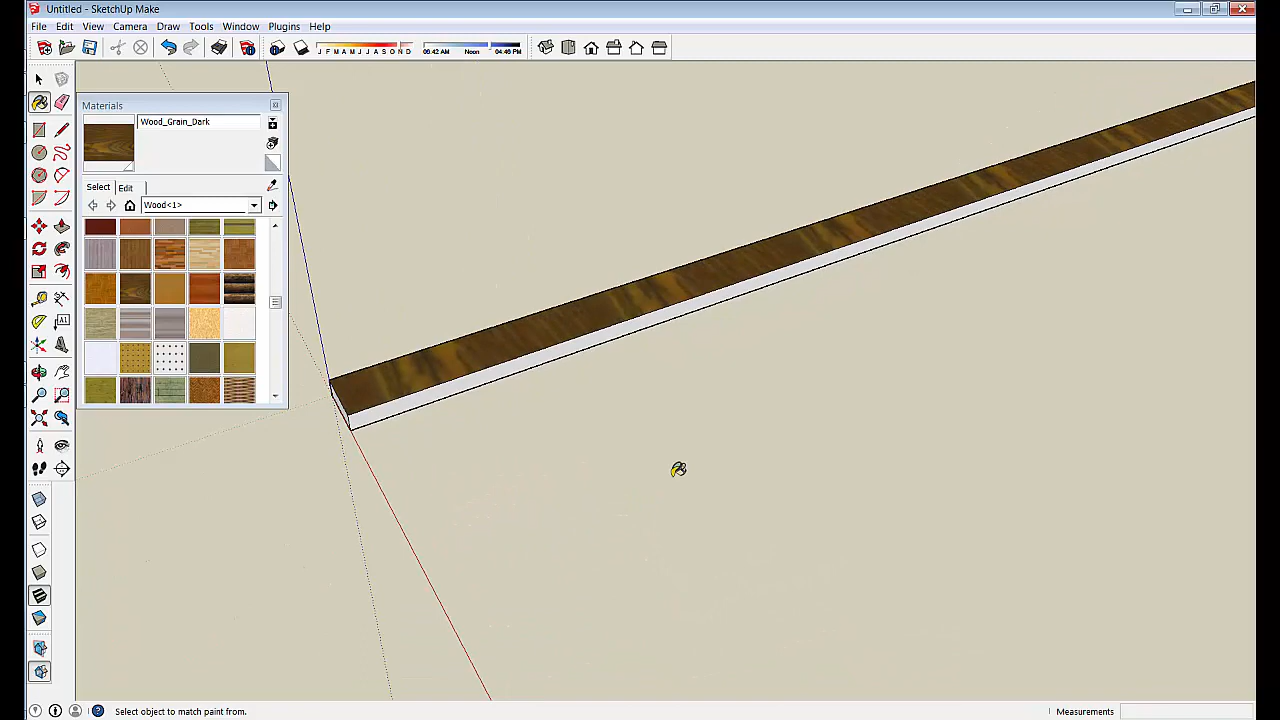 Untitled - SketchUp Make
File Edit View Camera Draw Tools Window Plugins Help
J F M A M J J A S O N D 06:42 AM Noon 04:46 PM
Materials
Wood_Grain_Dark
Select Edit
Wood<1>
A1
Select object to match paint from.
Measurements